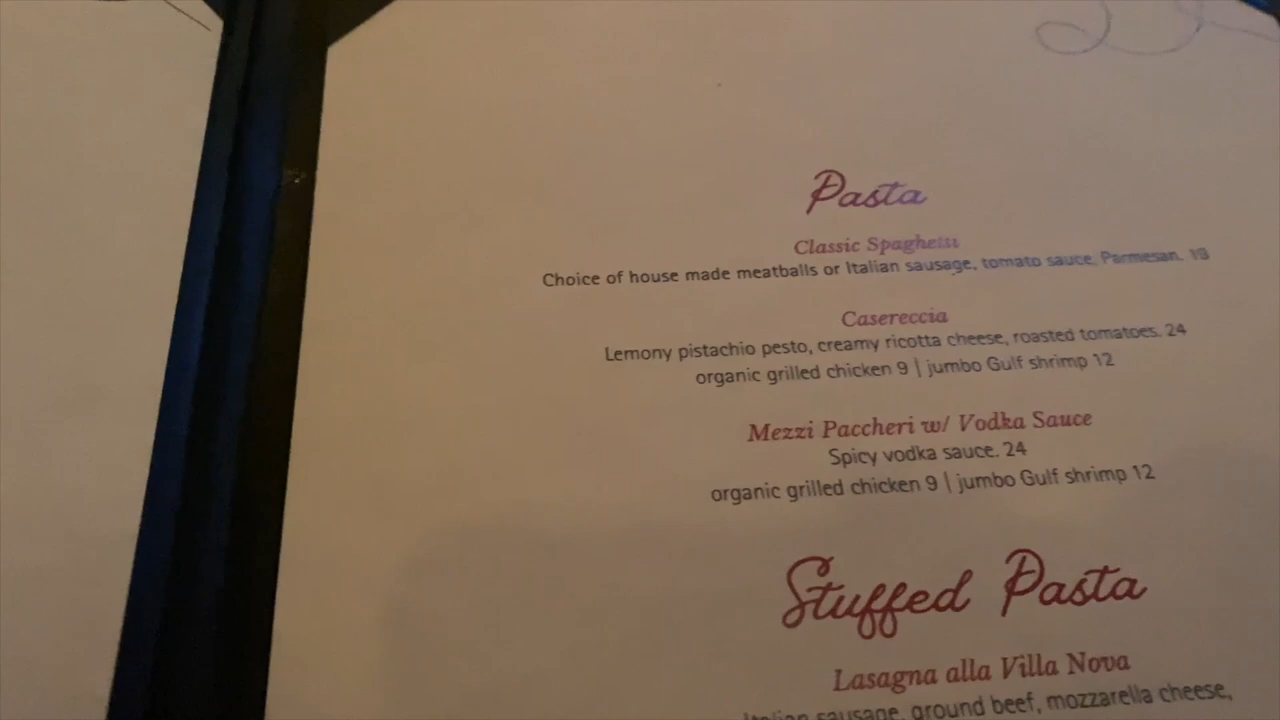 Pasta
Classic Spaghetti
Choice of house made meatballs or Italian sausage, tomato sauce, Parmesan. 19
Casereccia
Lemony pistachio pesto, creamy ricotta cheese, roasted tomatoes. 24
organic grilled chicken 9 | jumbo Gulf shrimp 12
Mezzi Paccheri w/ Vodka Sauce
Spicy vodka sauce. 24
organic grilled chicken 9 | jumbo Gulf shrimp 12
Stuffed Pasta
Lasagna alla Villa Nova
Italian sausage, ground beef, mozzarella cheese,